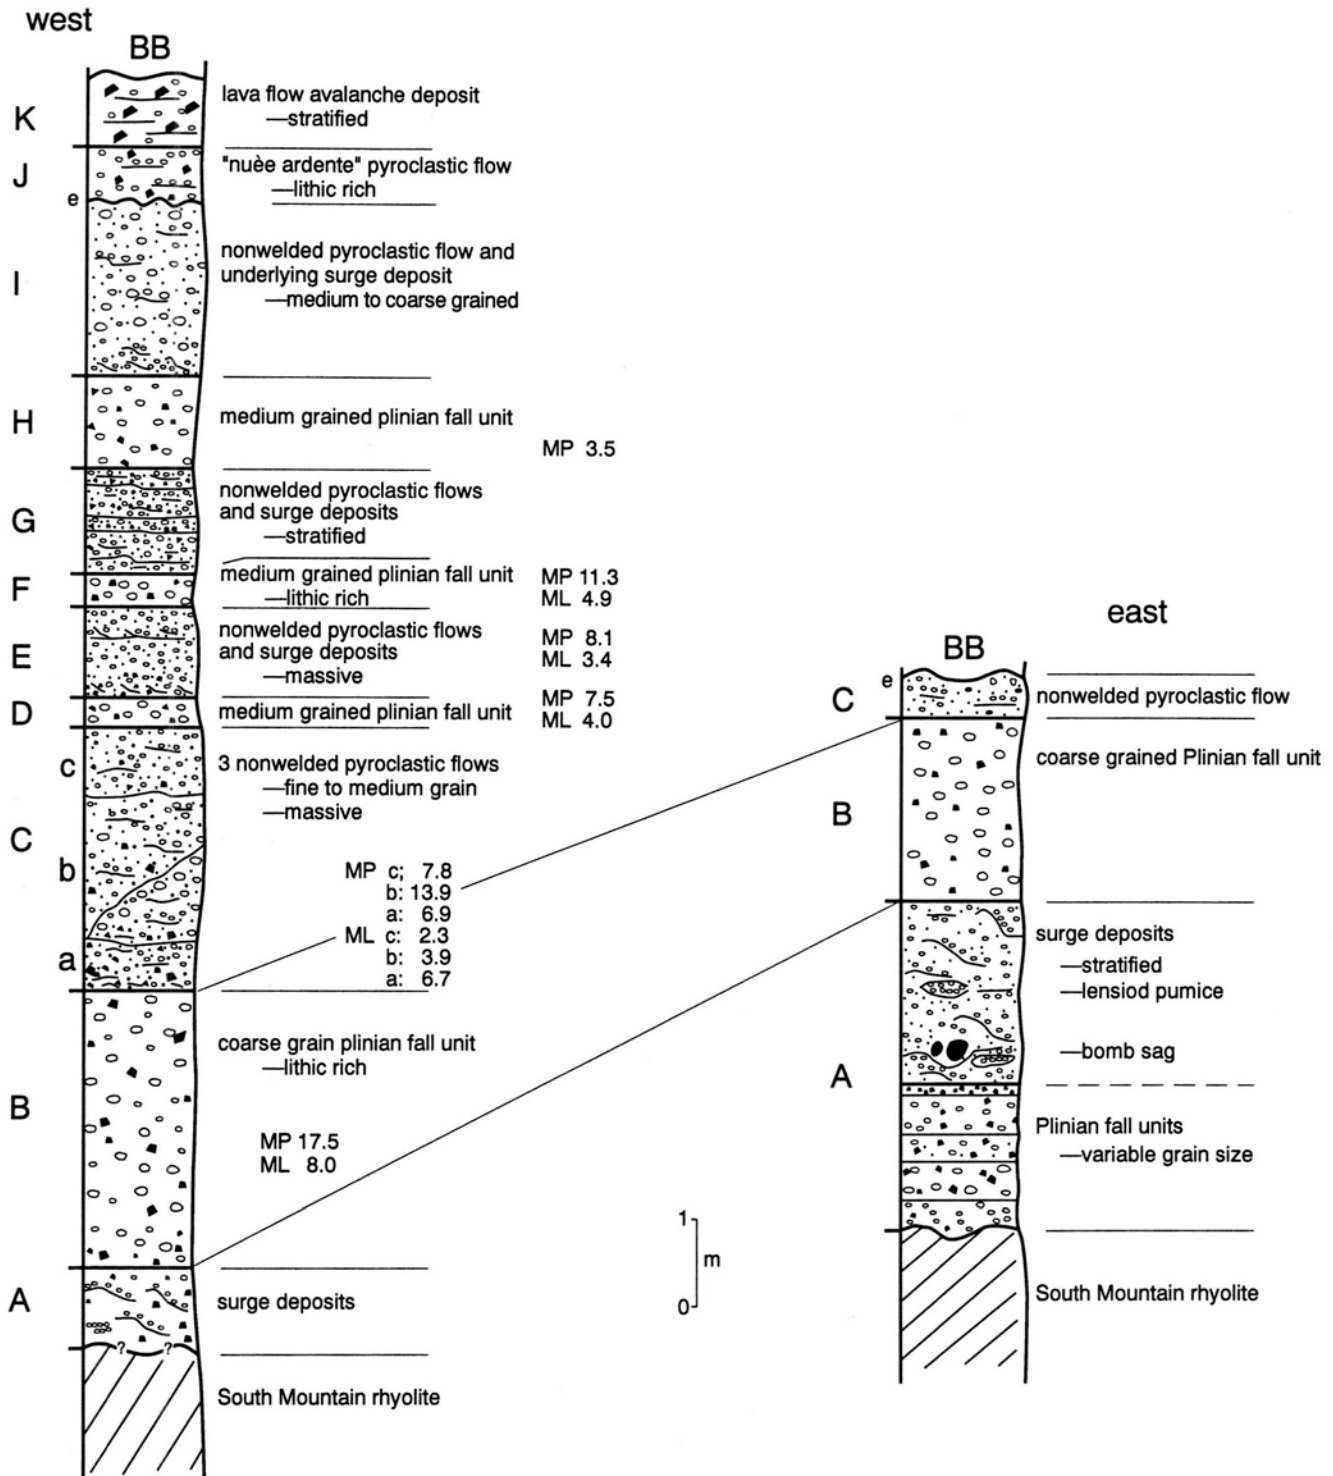 west
BB
K
lava flow avalanche deposit
—stratified
J
"nuèe ardente" pyroclastic flow
—lithic rich
e
I
nonwelded pyroclastic flow and
underlying surge deposit
—medium to coarse grained
H
medium grained plinian fall unit
MP 3.5
G
nonwelded pyroclastic flows
and surge deposits
—stratified
F
medium grained plinian fall unit
—lithic rich
MP 11.3
ML 4.9
E
nonwelded pyroclastic flows
and surge deposits
—massive
MP 8.1
ML 3.4
D
medium grained plinian fall unit
MP 7.5
ML 4.0
C
c
b
a
3 nonwelded pyroclastic flows
—fine to medium grain
—massive
MP c; 7.8
b: 13.9
a: 6.9
ML c: 2.3
b: 3.9
a: 6.7
B
coarse grain plinian fall unit
—lithic rich
MP 17.5
ML 8.0
A
surge deposits
? ?
South Mountain rhyolite
1
m
0
east
BB
e
C
nonwelded pyroclastic flow
B
coarse grained Plinian fall unit
A
surge deposits
—stratified
—lensiod pumice
—bomb sag
Plinian fall units
—variable grain size
South Mountain rhyolite